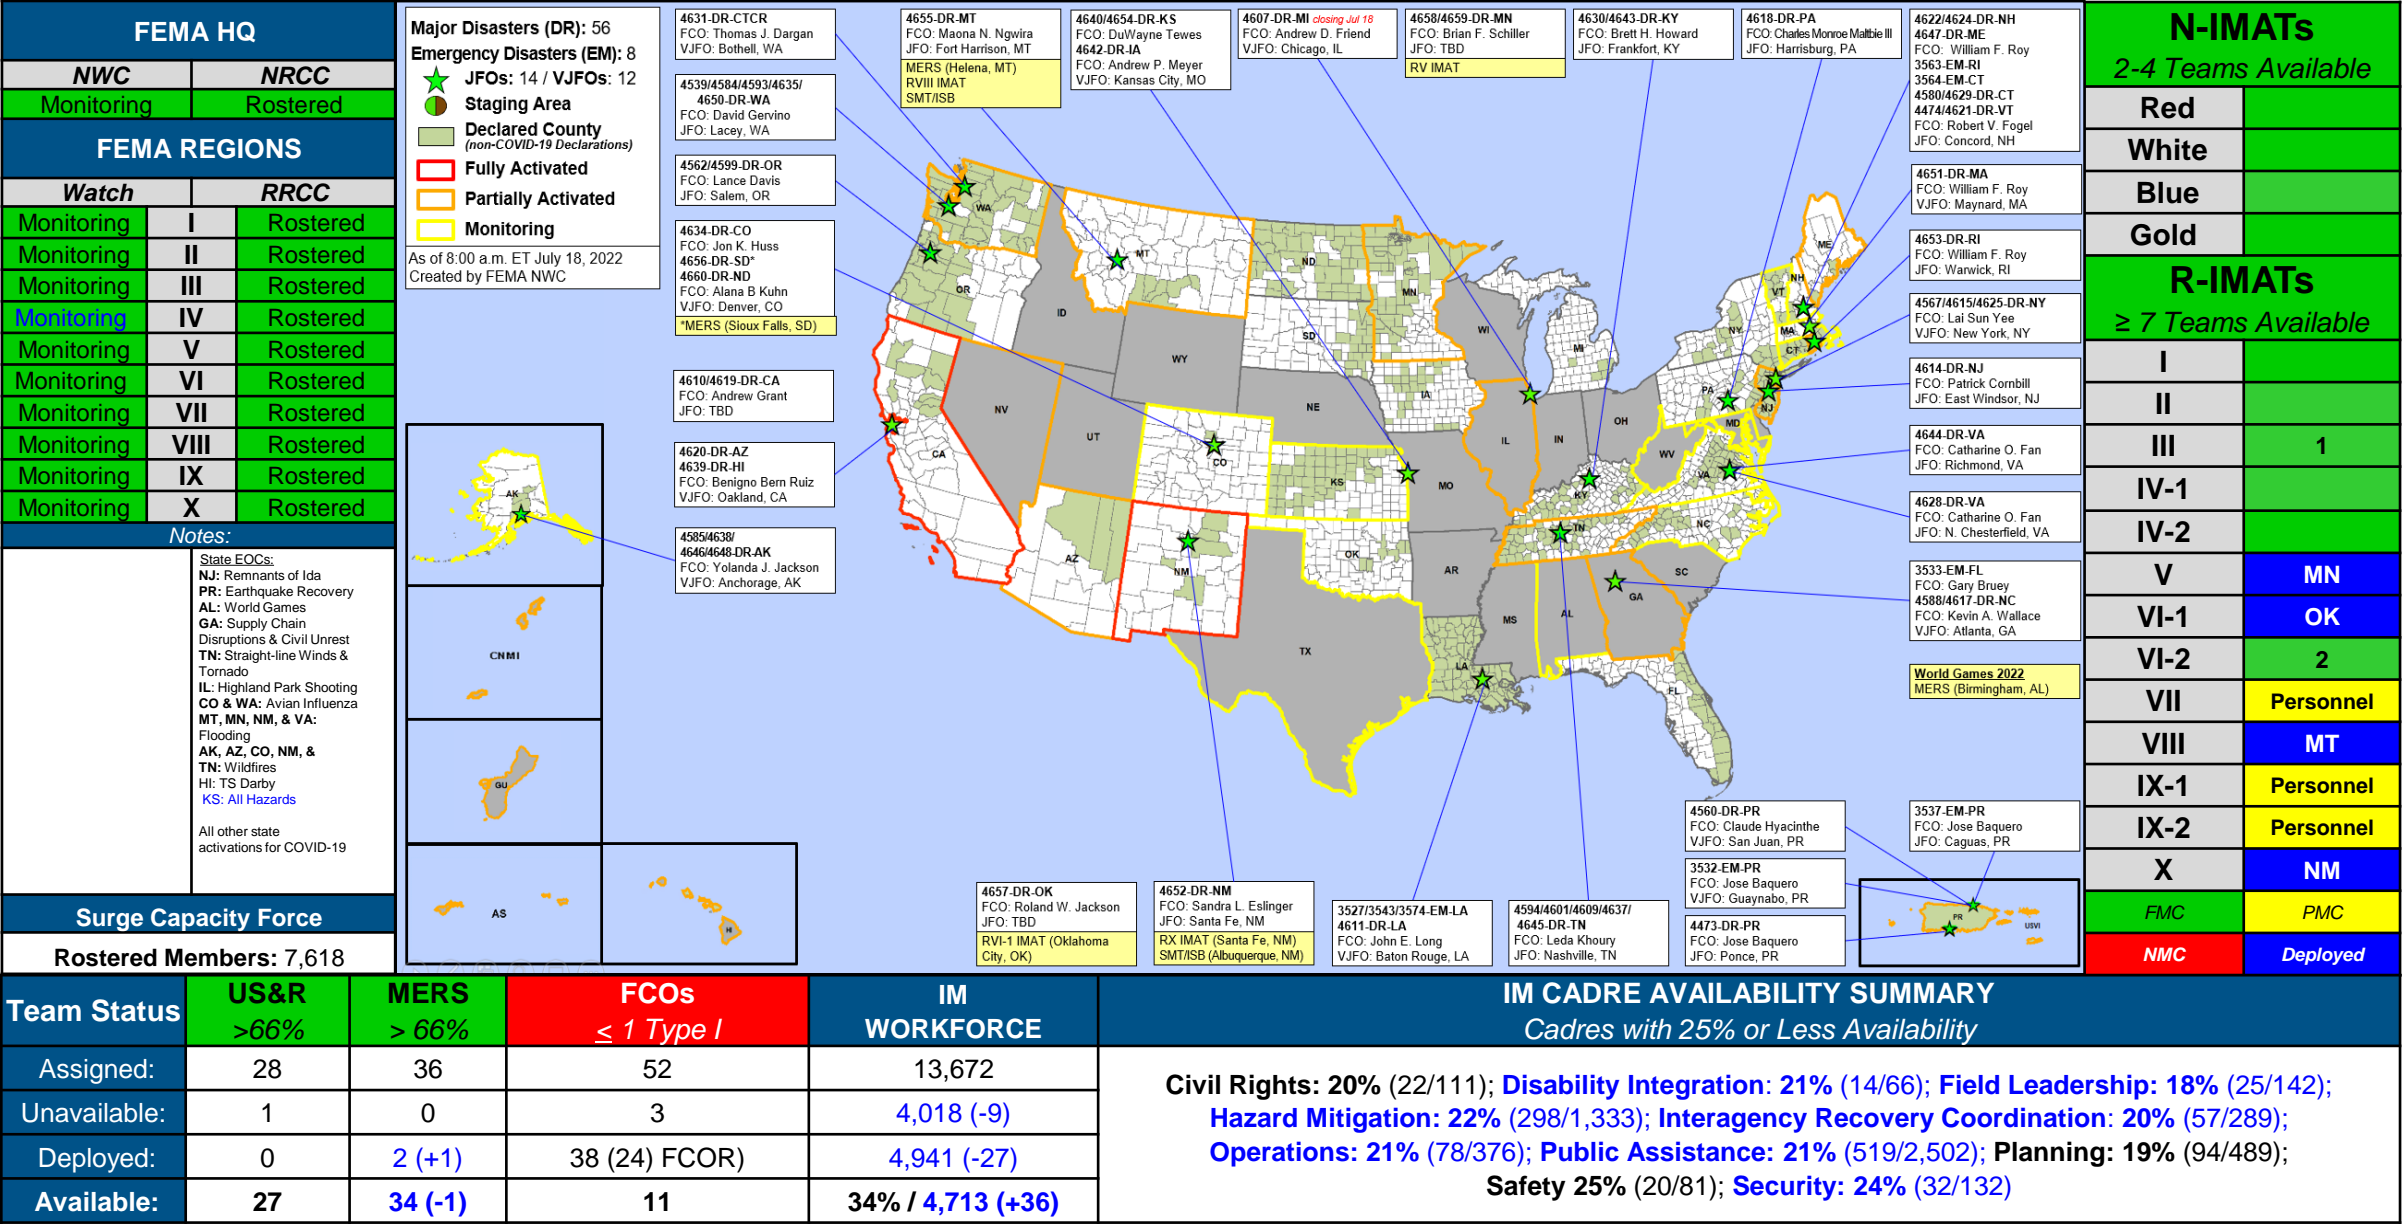 FEMA HQ
NWC NRCC
Monitoring Rostered
FEMA REGIONS
Watch RRCC
Monitoring I Rostered
Monitoring II Rostered
Monitoring III Rostered
Monitoring IV Rostered
Monitoring V Rostered
Monitoring VI Rostered
Monitoring VII Rostered
Monitoring VIII Rostered
Monitoring IX Rostered
Monitoring X Rostered
Notes:
State EOCs:
NJ: Remnants of Ida
PR: Earthquake Recovery
AL: World Games
GA: Supply Chain
Disruptions & Civil Unrest
TN: Straight-line Winds &
Tornado
IL: Highland Park Shooting
CO & WA: Avian Influenza
MT, MN, NM, & VA:
Flooding
AK, AZ, CO, NM, &
TN: Wildfires
HI: TS Darby
KS: All Hazards
All other state
activations for COVID-19
Surge Capacity Force
Rostered Members: 7,618
Major Disasters (DR): 56
Emergency Disasters (EM): 8
JFOs: 14 / VJFOs: 12
Staging Area
Declared County
(non-COVID-19 Declarations)
Fully Activated
Partially Activated
Monitoring
As of 8:00 a.m. ET July 18, 2022
Created by FEMA NWC
4631-DR-CTCR
FCO: Thomas J. Dargan
VJFO: Bothell, WA
4539/4584/4593/4635/
4650-DR-WA
FCO: David Gervino
JFO: Lacey, WA
4562/4599-DR-OR
FCO: Lance Davis
JFO: Salem, OR
4634-DR-CO
FCO: Jon K. Huss
4656-DR-SD*
4660-DR-ND
FCO: Alana B Kuhn
VJFO: Denver, CO
*MERS (Sioux Falls, SD)
4610/4619-DR-CA
FCO: Andrew Grant
JFO: TBD
4620-DR-AZ
4639-DR-HI
FCO: Benigno Bern Ruiz
VJFO: Oakland, CA
4585/4638/
4646/4648-DR-AK
FCO: Yolanda J. Jackson
VJFO: Anchorage, AK
4655-DR-MT
FCO: Maona N. Ngwira
JFO: Fort Harrison, MT
MERS (Helena, MT)
RVIII IMAT
SMT/ISB
4640/4654-DR-KS
FCO: DuWayne Tewes
4642-DR-IA
FCO: Andrew P. Meyer
VJFO: Kansas City, MO
4607-DR-MI closing Jul 18
FCO: Andrew D. Friend
VJFO: Chicago, IL
4658/4659-DR-MN
FCO: Brian F. Schiller
JFO: TBD
RV IMAT
4630/4643-DR-KY
FCO: Brett H. Howard
JFO: Frankfort, KY
4618-DR-PA
FCO: Charles Monroe Maltbie III
JFO: Harrisburg, PA
4622/4624-DR-NH
4647-DR-ME
FCO: William F. Roy
3563-EM-RI
3564-EM-CT
4580/4629-DR-CT
4474/4621-DR-VT
FCO: Robert V. Fogel
JFO: Concord, NH
4651-DR-MA
FCO: William F. Roy
VJFO: Maynard, MA
4653-DR-RI
FCO: William F. Roy
JFO: Warwick, RI
4567/4615/4625-DR-NY
FCO: Lai Sun Yee
VJFO: New York, NY
4614-DR-NJ
FCO: Patrick Cornbill
JFO: East Windsor, NJ
4644-DR-VA
FCO: Catharine O. Fan
JFO: Richmond, VA
4628-DR-VA
FCO: Catharine O. Fan
JFO: N. Chesterfield, VA
3533-EM-FL
FCO: Gary Bruey
4588/4617-DR-NC
FCO: Kevin A. Wallace
VJFO: Atlanta, GA
World Games 2022
MERS (Birmingham, AL)
4560-DR-PR
FCO: Claude Hyacinthe
VJFO: San Juan, PR
3537-EM-PR
FCO: Jose Baquero
JFO: Caguas, PR
3532-EM-PR
FCO: Jose Baquero
VJFO: Guaynabo, PR
4473-DR-PR
FCO: Jose Baquero
JFO: Ponce, PR
4657-DR-OK
FCO: Roland W. Jackson
JFO: TBD
RVI-1 IMAT (Oklahoma
City, OK)
4652-DR-NM
FCO: Sandra L. Eslinger
JFO: Santa Fe, NM
RX IMAT (Santa Fe, NM)
SMT/ISB (Albuquerque, NM)
3527/3543/3574-EM-LA
4611-DR-LA
FCO: John E. Long
VJFO: Baton Rouge, LA
4594/4601/4609/4637/
4645-DR-TN
FCO: Leda Khoury
JFO: Nashville, TN
WA
MT
ND
MN
ME
NH
VT
OR
ID
SD
WI
MI
NY
MA
CT
WY
IA
PA
NJ
NV
NE
IL
IN
OH
MD
UT
CO
CA
KS
MO
WV
VA
KY
NC
TN
AZ
NM
OK
AR
SC
MS
AL
GA
TX
LA
FL
AK
CNMI
GU
AS
HI
PR
USVI
N-IMATs
2-4 Teams Available
Red
White
Blue
Gold
R-IMATs
≥ 7 Teams Available
I
II
III 1
IV-1
IV-2
V MN
VI-1 OK
VI-2 2
VII Personnel
VIII MT
IX-1 Personnel
IX-2 Personnel
X NM
FMC PMC
NMC Deployed
Team Status US&R >66% MERS > 66% FCOs ≤ 1 Type I IM WORKFORCE
Assigned: 28 36 52 13,672
Unavailable: 1 0 3 4,018 (-9)
Deployed: 0 2 (+1) 38 (24) FCOR) 4,941 (-27)
Available: 27 34 (-1) 11 34% / 4,713 (+36)
IM CADRE AVAILABILITY SUMMARY
Cadres with 25% or Less Availability
Civil Rights: 20% (22/111); Disability Integration: 21% (14/66); Field Leadership: 18% (25/142);
Hazard Mitigation: 22% (298/1,333); Interagency Recovery Coordination: 20% (57/289);
Operations: 21% (78/376); Public Assistance: 21% (519/2,502); Planning: 19% (94/489);
Safety 25% (20/81); Security: 24% (32/132)